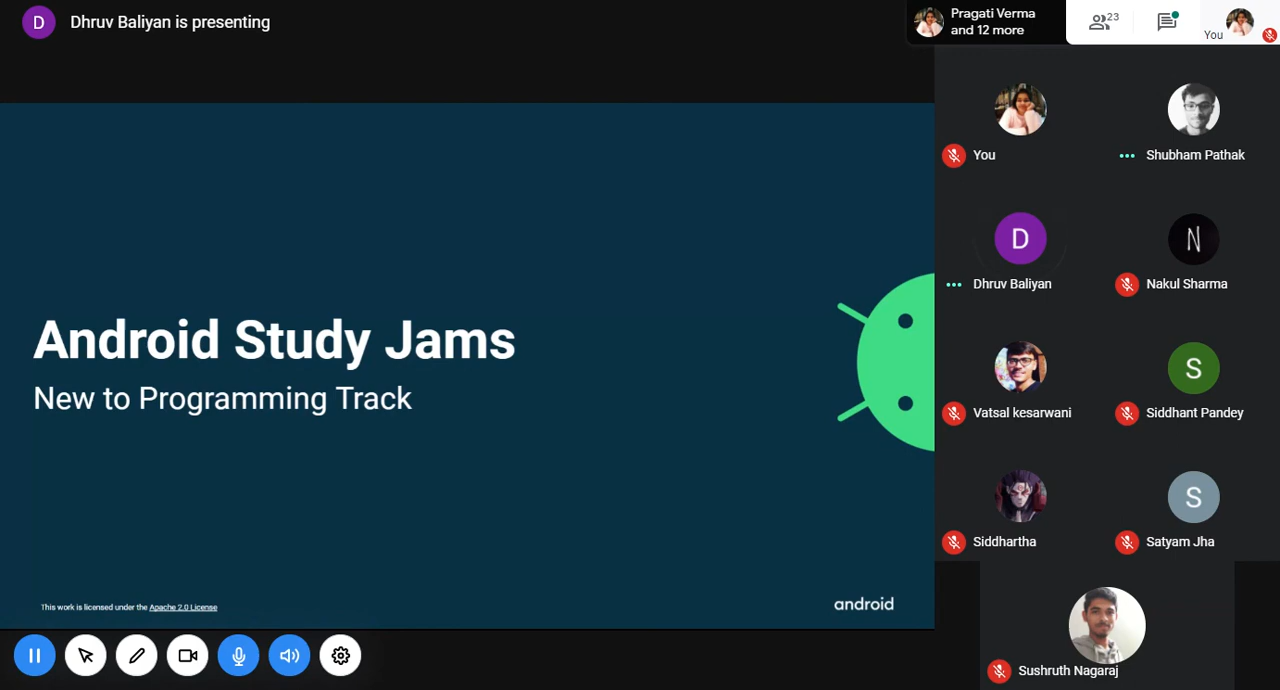 D
Dhruv Baliyan is presenting
Pragati Verma
and 12 more
23
You
You
Shubham Pathak
D
N
Dhruv Baliyan
Nakul Sharma
S
Vatsal kesarwani
Siddhant Pandey
S
Siddhartha
Satyam Jha
Sushruth Nagaraj
Android Study Jams
New to Programming Track
This work is licensed under the Apache 2.0 License
android